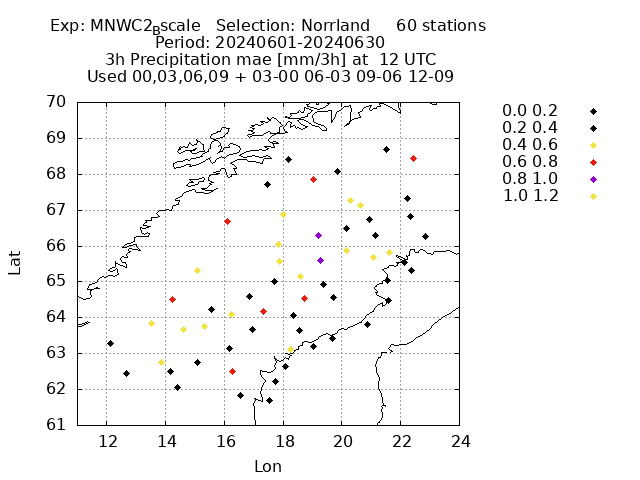 Exp: MNWC2Bscale Selection: Norrland 60 stations
Period: 20240601-20240630
3h Precipitation mae [mm/3h] at 12 UTC
Used 00,03,06,09 + 03-00 06-03 09-06 12-09
70
69
68
67
66
65
64
63
62
61
Lat
12 14 16 18 20 22 24
Lon
0.0 0.2
0.2 0.4
0.4 0.6
0.6 0.8
0.8 1.0
1.0 1.2